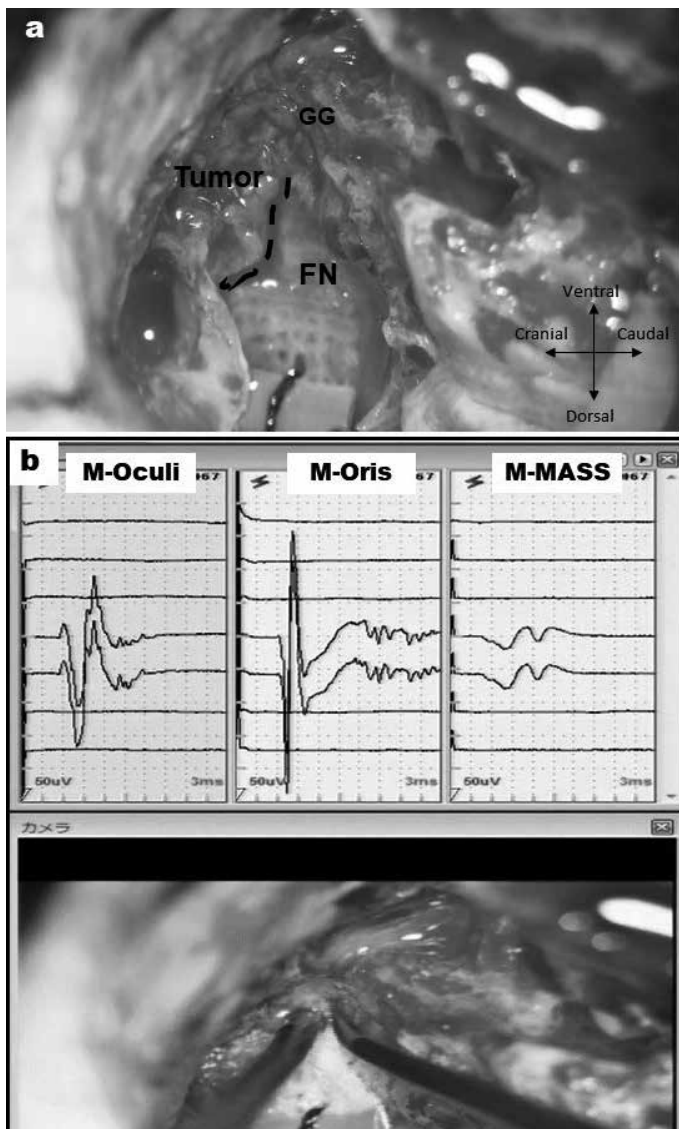 a
GG
Tumor
FN
Ventral
Cranial Caudal
Dorsal
b
M-Oculi
M-Oris
M-MASS
50uV 3ms
50uV 3ms
50uV 3ms
カメラ